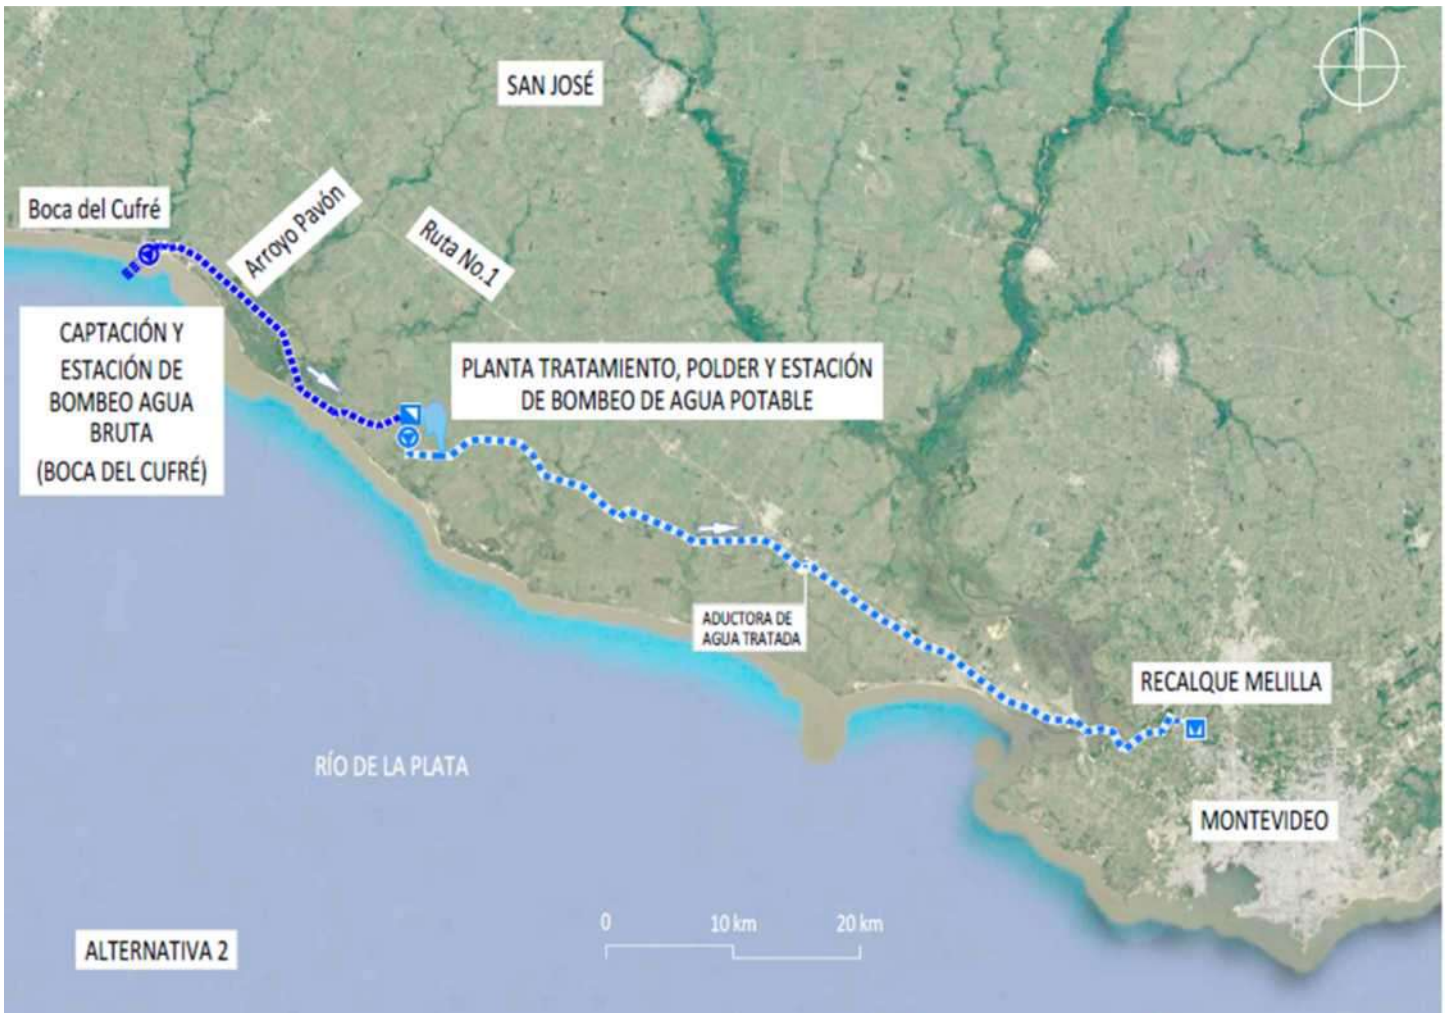 SAN JOSÉ
Boca del Cufré
Arroyo Pavón
Ruta No.1
CAPTACIÓN Y
ESTACIÓN DE
BOMBEO AGUA
BRUTA
(BOCA DEL CUFRÉ)
PLANTA TRATAMIENTO, POLDER Y ESTACIÓN
DE BOMBEO DE AGUA POTABLE
ADUCTORA DE
AGUA TRATADA
RECALQUE MELILLA
RÍO DE LA PLATA
MONTEVIDEO
0 10 km 20 km
ALTERNATIVA 2